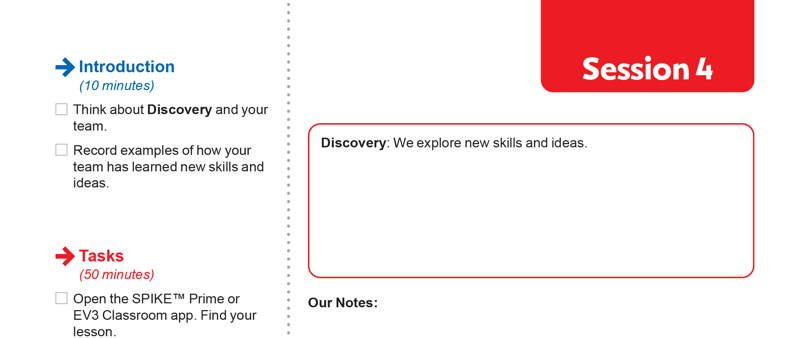 Session 4
Introduction
(10 minutes)
Think about Discovery and your
team.
Record examples of how your
team has learned new skills and
ideas.
Tasks
(50 minutes)
Open the SPIKE™ Prime or
EV3 Classroom app. Find your
lesson.
Discovery: We explore new skills and ideas.
Our Notes: